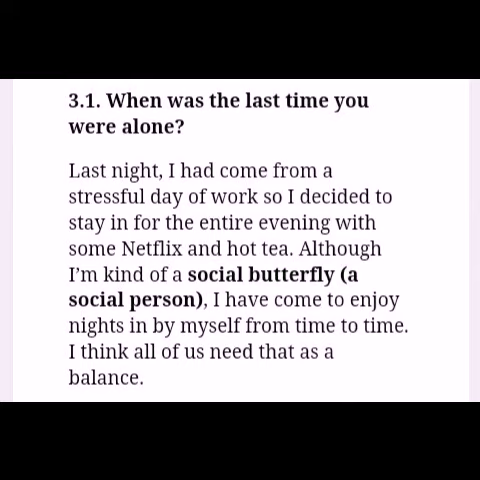 3.1. When was the last time you
were alone?
Last night, I had come from a
stressful day of work so I decided to
stay in for the entire evening with
some Netflix and hot tea. Although
I'm kind of a social butterfly (a
social person), I have come to enjoy
nights in by myself from time to time.
I think all of us need that as a
balance.